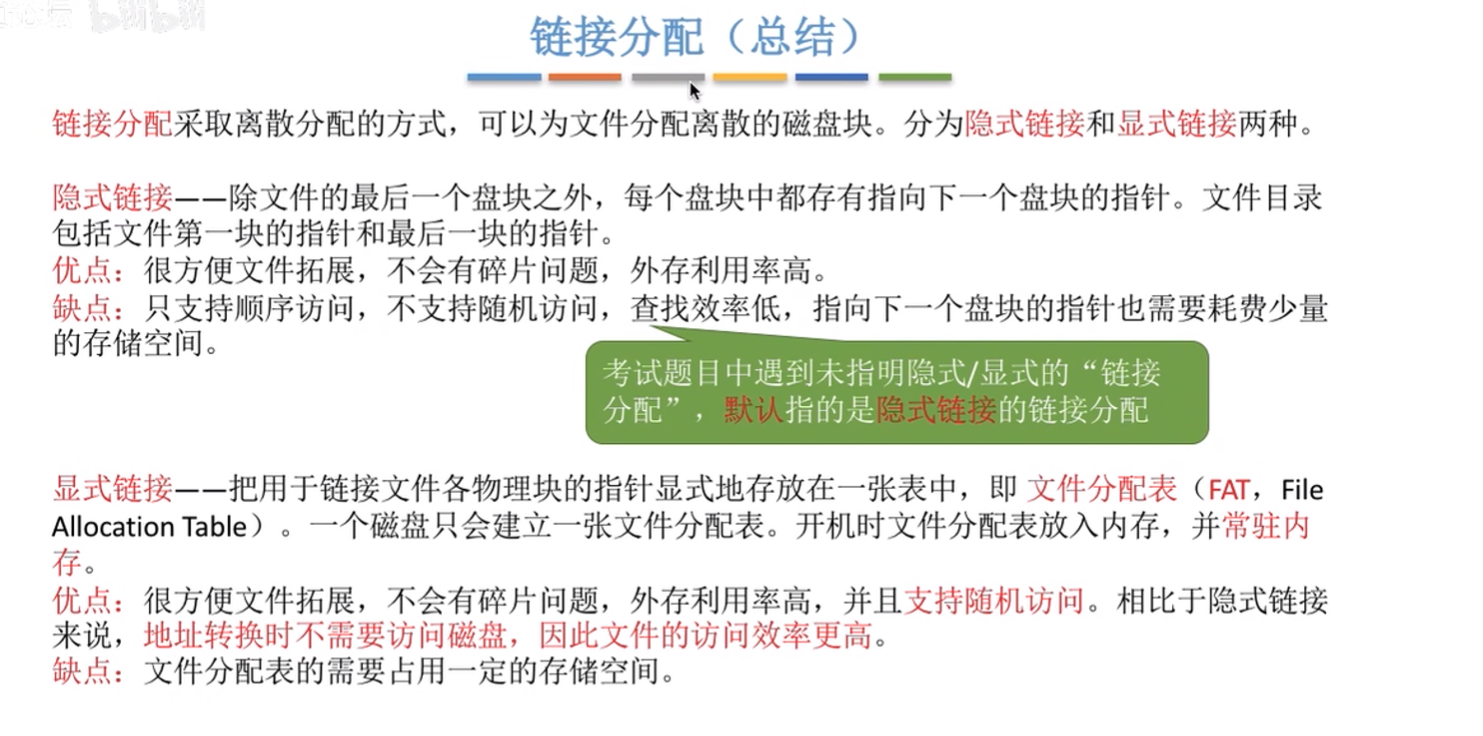 bilibili
链接分配（总结）
链接分配采取离散分配的方式，可以为文件分配离散的磁盘块。分为隐式链接和显式链接两种。
隐式链接——除文件的最后一个盘块之外，每个盘块中都存有指向下一个盘块的指针。文件目录
包括文件第一块的指针和最后一块的指针。
优点：很方便文件拓展，不会有碎片问题，外存利用率高。
缺点：只支持顺序访问，不支持随机访问，查找效率低，指向下一个盘块的指针也需要耗费少量
的存储空间。
考试题目中遇到未指明隐式/显式的“链接
分配”，默认指的是隐式链接的链接分配
显式链接——把用于链接文件各物理块的指针显式地存放在一张表中，即 文件分配表（FAT，File
Allocation Table）。一个磁盘只会建立一张文件分配表。开机时文件分配表放入内存，并常驻内
存。
优点：很方便文件拓展，不会有碎片问题，外存利用率高，并且支持随机访问。相比于隐式链接
来说，地址转换时不需要访问磁盘，因此文件的访问效率更高。
缺点：文件分配表的需要占用一定的存储空间。